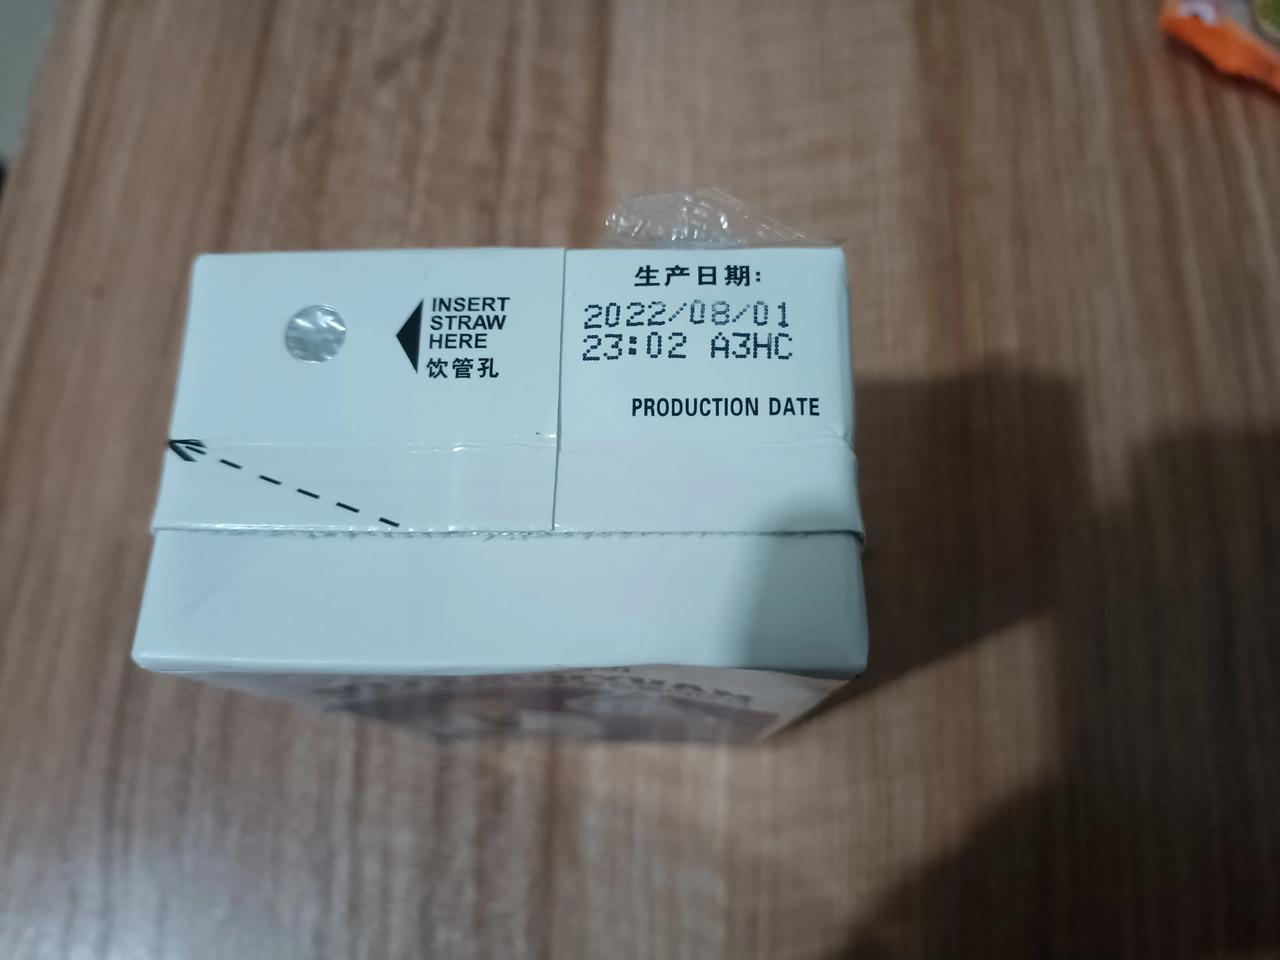 INSERT
STRAW
HERE
饮管孔
生产日期:
2022/08/01
23:02 A3HC
PRODUCTION DATE